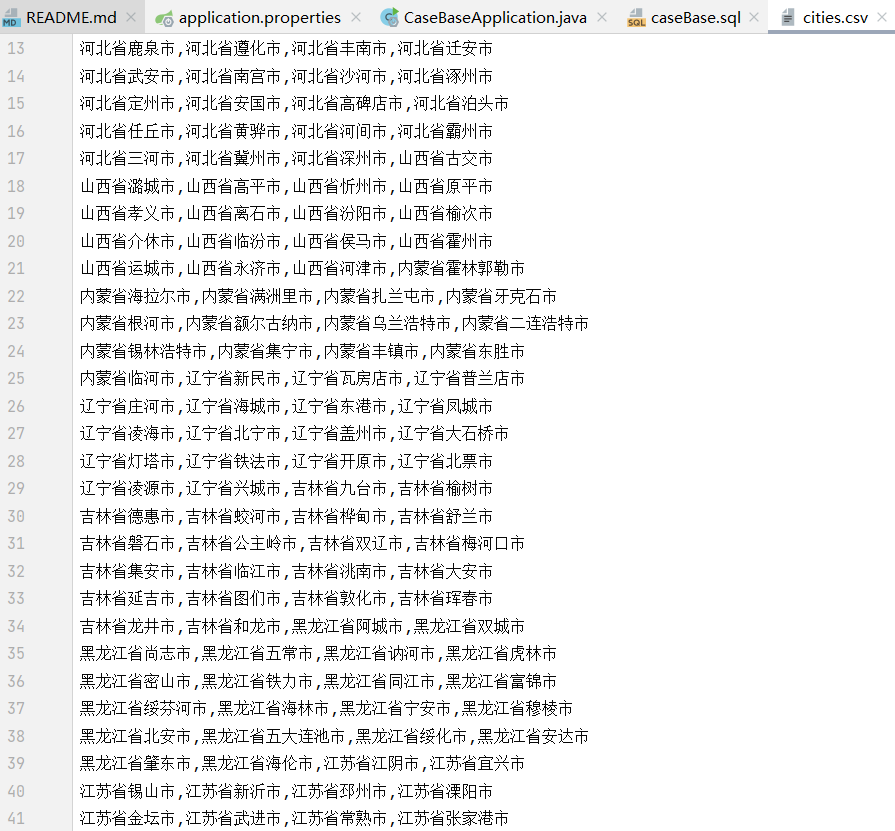 README.md application.properties CaseBaseApplication.java caseBase.sql cities.csv
13 河北省鹿泉市,河北省遵化市,河北省丰南市,河北省迁安市
14 河北省武安市,河北省南宫市,河北省沙河市,河北省涿州市
15 河北省定州市,河北省安国市,河北省高碑店市,河北省泊头市
16 河北省任丘市,河北省黄骅市,河北省河间市,河北省霸州市
17 河北省三河市,河北省冀州市,河北省深州市,山西省古交市
18 山西省潞城市,山西省高平市,山西省忻州市,山西省原平市
19 山西省孝义市,山西省离石市,山西省汾阳市,山西省榆次市
20 山西省介休市,山西省临汾市,山西省侯马市,山西省霍州市
21 山西省运城市,山西省永济市,山西省河津市,内蒙省霍林郭勒市
22 内蒙省海拉尔市,内蒙省满洲里市,内蒙省扎兰屯市,内蒙省牙克石市
23 内蒙省根河市,内蒙省额尔古纳市,内蒙省乌兰浩特市,内蒙省二连浩特市
24 内蒙省锡林浩特市,内蒙省集宁市,内蒙省丰镇市,内蒙省东胜市
25 内蒙省临河市,辽宁省新民市,辽宁省瓦房店市,辽宁省普兰店市
26 辽宁省庄河市,辽宁省海城市,辽宁省东港市,辽宁省凤城市
27 辽宁省凌海市,辽宁省北宁市,辽宁省盖州市,辽宁省大石桥市
28 辽宁省灯塔市,辽宁省铁法市,辽宁省开原市,辽宁省北票市
29 辽宁省凌源市,辽宁省兴城市,吉林省九台市,吉林省榆树市
30 吉林省德惠市,吉林省蛟河市,吉林省桦甸市,吉林省舒兰市
31 吉林省磐石市,吉林省公主岭市,吉林省双辽市,吉林省梅河口市
32 吉林省集安市,吉林省临江市,吉林省洮南市,吉林省大安市
33 吉林省延吉市,吉林省图们市,吉林省敦化市,吉林省珲春市
34 吉林省龙井市,吉林省和龙市,黑龙江省阿城市,黑龙江省双城市
35 黑龙江省尚志市,黑龙江省五常市,黑龙江省讷河市,黑龙江省虎林市
36 黑龙江省密山市,黑龙江省铁力市,黑龙江省同江市,黑龙江省富锦市
37 黑龙江省绥芬河市,黑龙江省海林市,黑龙江省宁安市,黑龙江省穆棱市
38 黑龙江省北安市,黑龙江省五大连池市,黑龙江省绥化市,黑龙江省安达市
39 黑龙江省肇东市,黑龙江省海伦市,江苏省江阴市,江苏省宜兴市
40 江苏省锡山市,江苏省新沂市,江苏省邳州市,江苏省溧阳市
41 江苏省金坛市,江苏省武进市,江苏省常熟市,江苏省张家港市